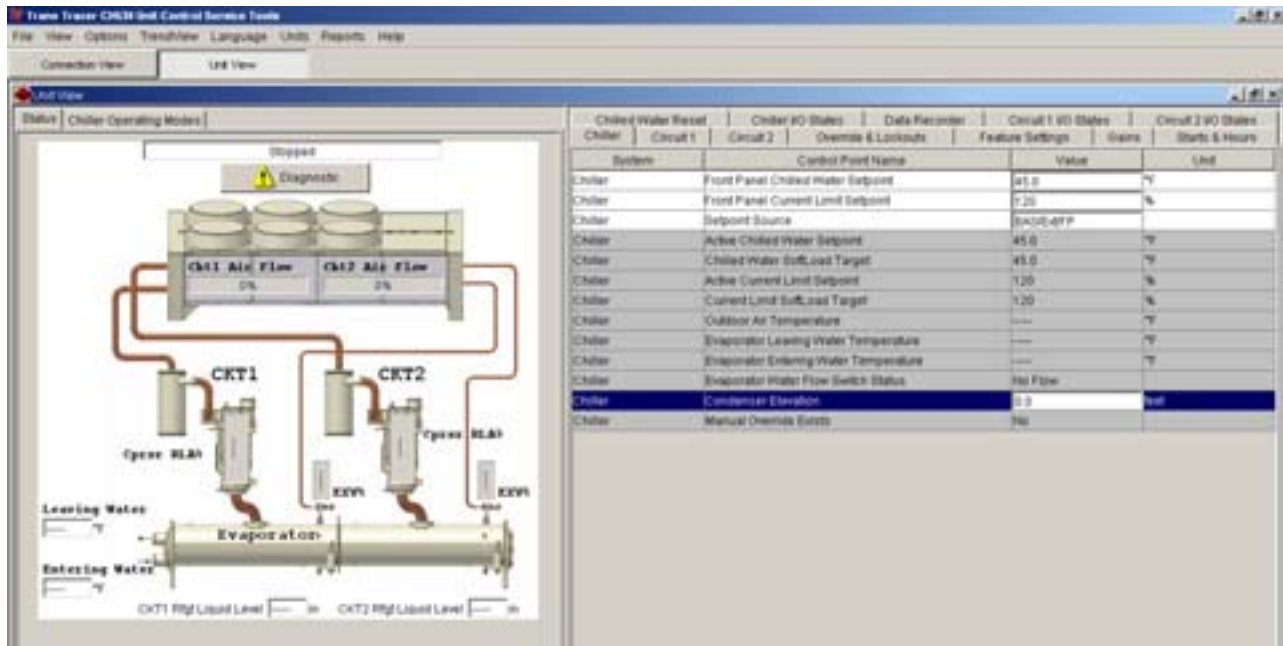 Trane Tracer CH530 Unit Control Service Tools
File View Options TrendView Language Units Reports Help
Connection View Unit View
Unit View
Status Chiller Operating Modes
Stopped
Diagnostic
Ckt1 Air Flow Ckt2 Air Flow
0% 0%
CKT1 CKT2
Cprsr RLA% Cprsr RLA%
EXV% EXV%
Leaving Water
---- °F
Evaporator
Entering Water
---- °F
CKT1 Rfgt Liquid Level ---- in CKT2 Rfgt Liquid Level ---- in
Chilled Water Reset Chiller I/O States Data Recorder Circuit 1 I/O States Circuit 2 I/O States
Chiller Circuit 1 Circuit 2 Override & Lockouts Feature Settings Gains Starts & Hours
System Control Point Name Value Unit
Chiller Front Panel Chilled Water Setpoint 45.0 °F
Chiller Front Panel Current Limit Setpoint 120 %
Chiller Setpoint Source
Chiller Active Chilled Water Setpoint 45.0 °F
Chiller Chilled Water SoftLoad Target 45.0 °F
Chiller Active Current Limit Setpoint 120 %
Chiller Current Limit SoftLoad Target 120 %
Chiller Outdoor Air Temperature ---- °F
Chiller Evaporator Leaving Water Temperature ---- °F
Chiller Evaporator Entering Water Temperature ---- °F
Chiller Evaporator Water Flow Switch Status No Flow
Chiller Condenser Elevation 0.0 feet
Chiller Manual Override Exists No